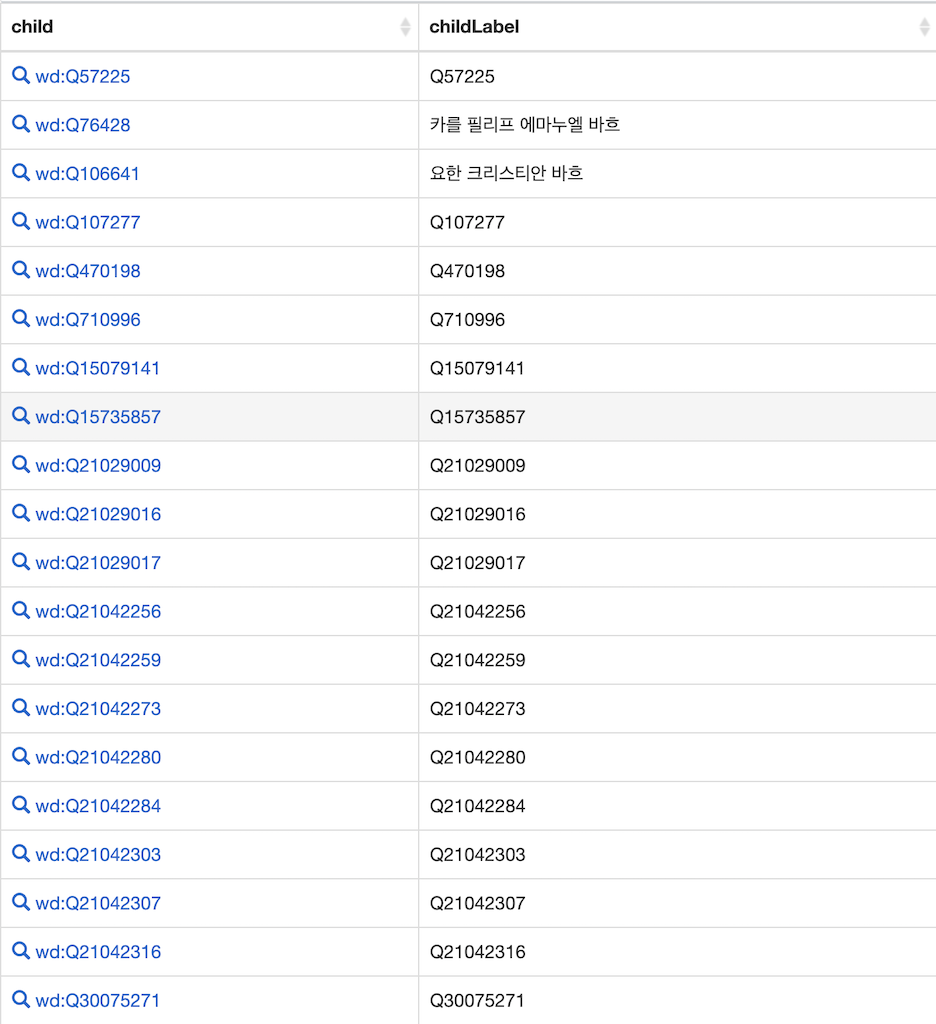 child childLabel
wd:Q57225 Q57225
wd:Q76428 카를 필리프 에마누엘 바흐
wd:Q106641 요한 크리스티안 바흐
wd:Q107277 Q107277
wd:Q470198 Q470198
wd:Q710996 Q710996
wd:Q15079141 Q15079141
wd:Q15735857 Q15735857
wd:Q21029009 Q21029009
wd:Q21029016 Q21029016
wd:Q21029017 Q21029017
wd:Q21042256 Q21042256
wd:Q21042259 Q21042259
wd:Q21042273 Q21042273
wd:Q21042280 Q21042280
wd:Q21042284 Q21042284
wd:Q21042303 Q21042303
wd:Q21042307 Q21042307
wd:Q21042316 Q21042316
wd:Q30075271 Q30075271